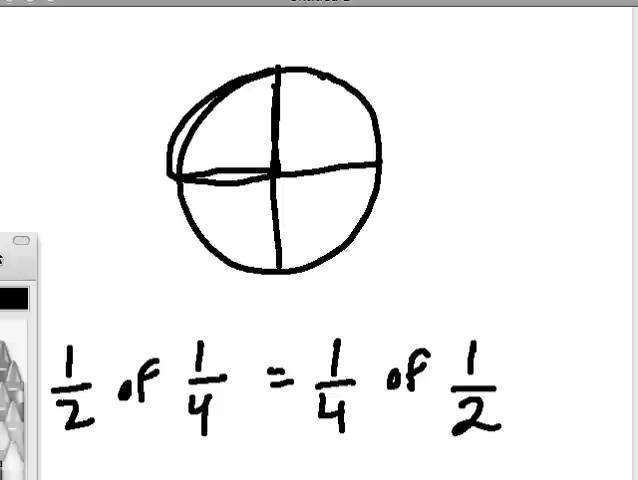 1/2 of 1/4 = 1/4 of 1/2